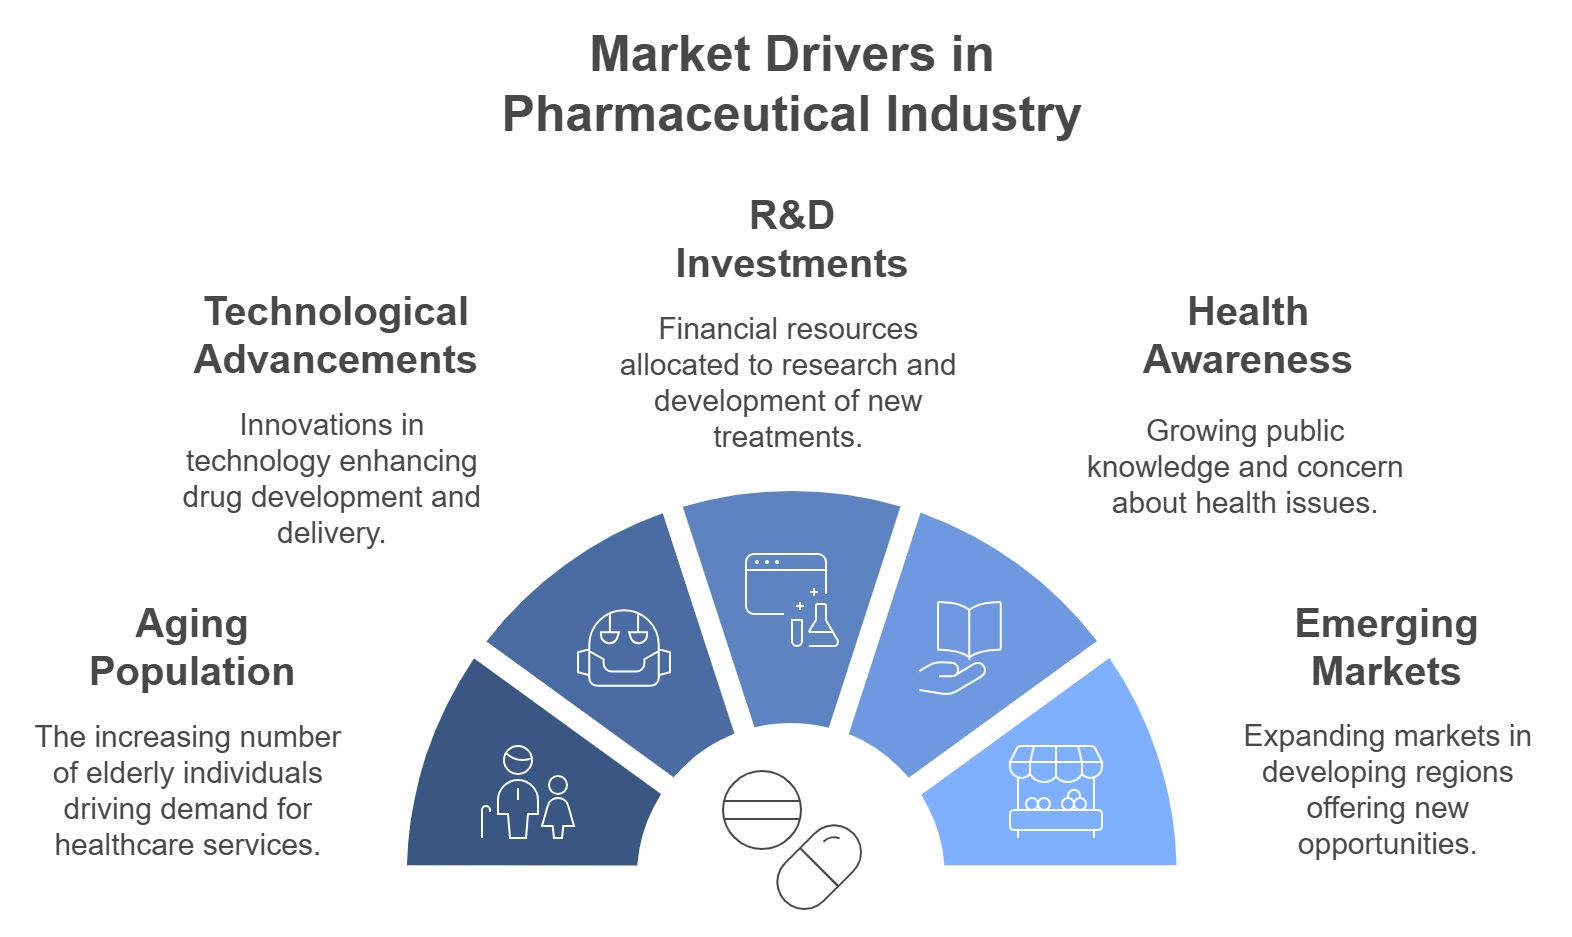 Market Drivers in
Pharmaceutical Industry
R&D
Investments
Financial resources
allocated to research and
development of new
treatments.
Technological
Advancements
Innovations in
technology enhancing
drug development and
delivery.
Health
Awareness
Growing public
knowledge and concern
about health issues.
Aging
Population
The increasing number
of elderly individuals
driving demand for
healthcare services.
Emerging
Markets
Expanding markets in
developing regions
offering new
opportunities.